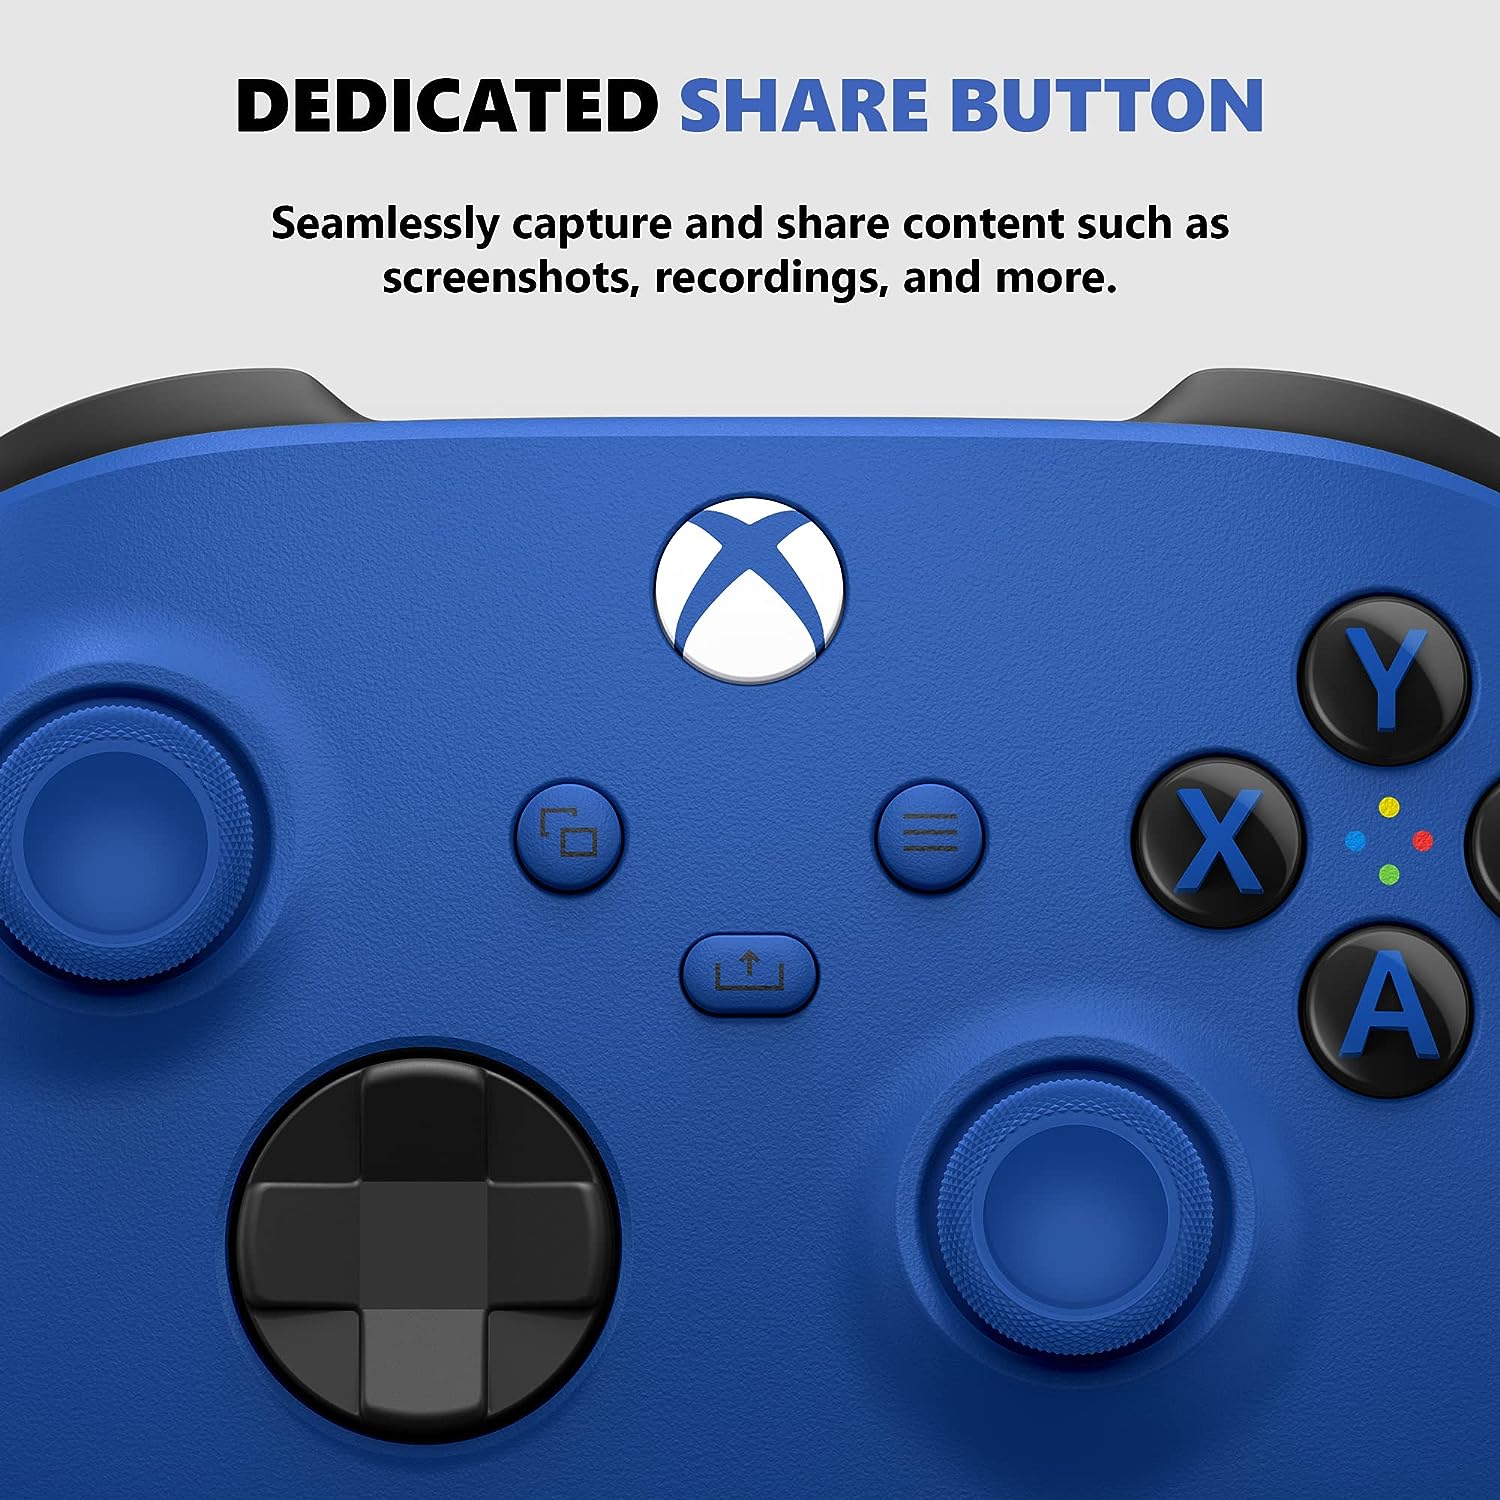 DEDICATED SHARE BUTTON
Seamlessly capture and share content such as
screenshots, recordings, and more.
Y
X
A